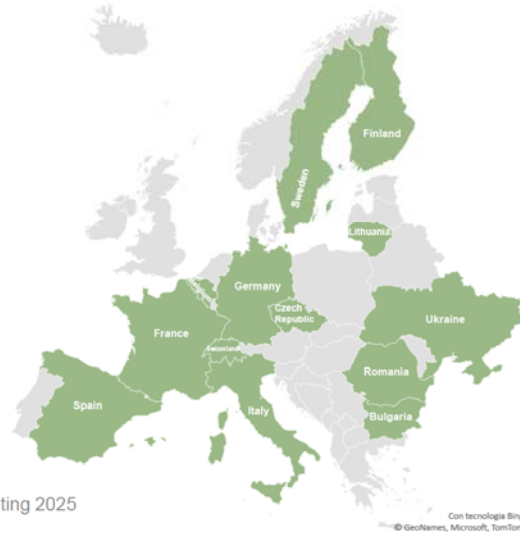 Finland
Sweden
Lithuania
Germany
Belgium
Czech
Republic
Ukraine
France
Switzerland
Romania
Spain
Italy
Bulgaria
ting 2025
Con tecnologia Bin
© GeoNames, Microsoft, TomTom